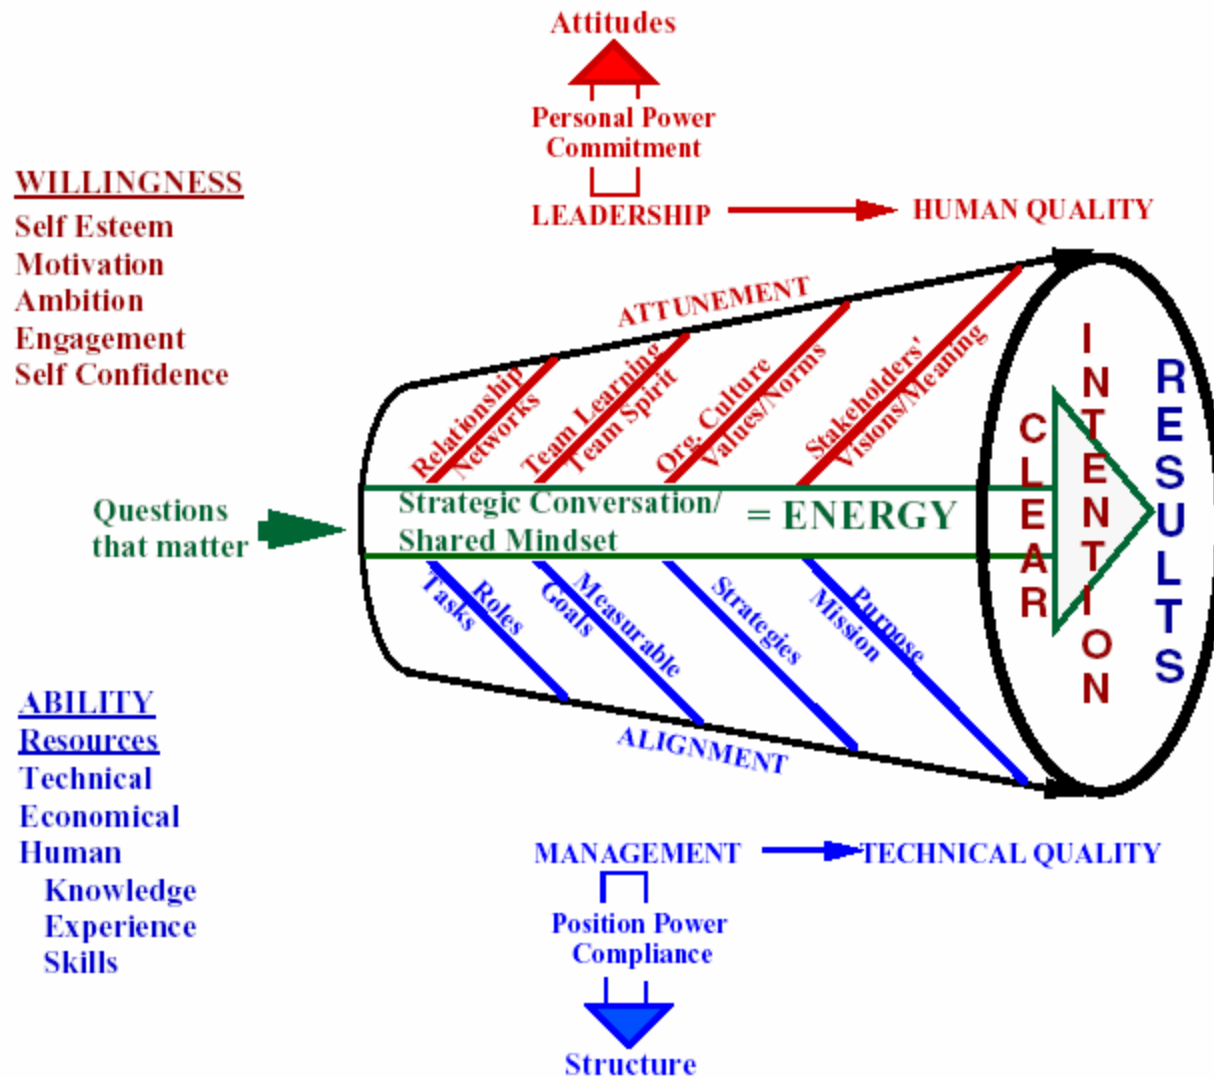 Attitudes
Personal Power
Commitment
LEADERSHIP
HUMAN QUALITY
WILLINGNESS
Self Esteem
Motivation
Ambition
Engagement
Self Confidence
ATTUNEMENT
Relationship
Networks
Team Learning
Team Spirit
Org. Culture
Values/Norms
Stakeholders'
Visions/Meaning
Questions
that matter
Strategic Conversation/
Shared Mindset
= ENERGY
CLEAR
INTENTION
RESULTS
Roles
Tasks
Measurable
Goals
Strategies
Purpose
Mission
ALIGNMENT
ABILITY
Resources
Technical
Economical
Human
Knowledge
Experience
Skills
MANAGEMENT
TECHNICAL QUALITY
Position Power
Compliance
Structure